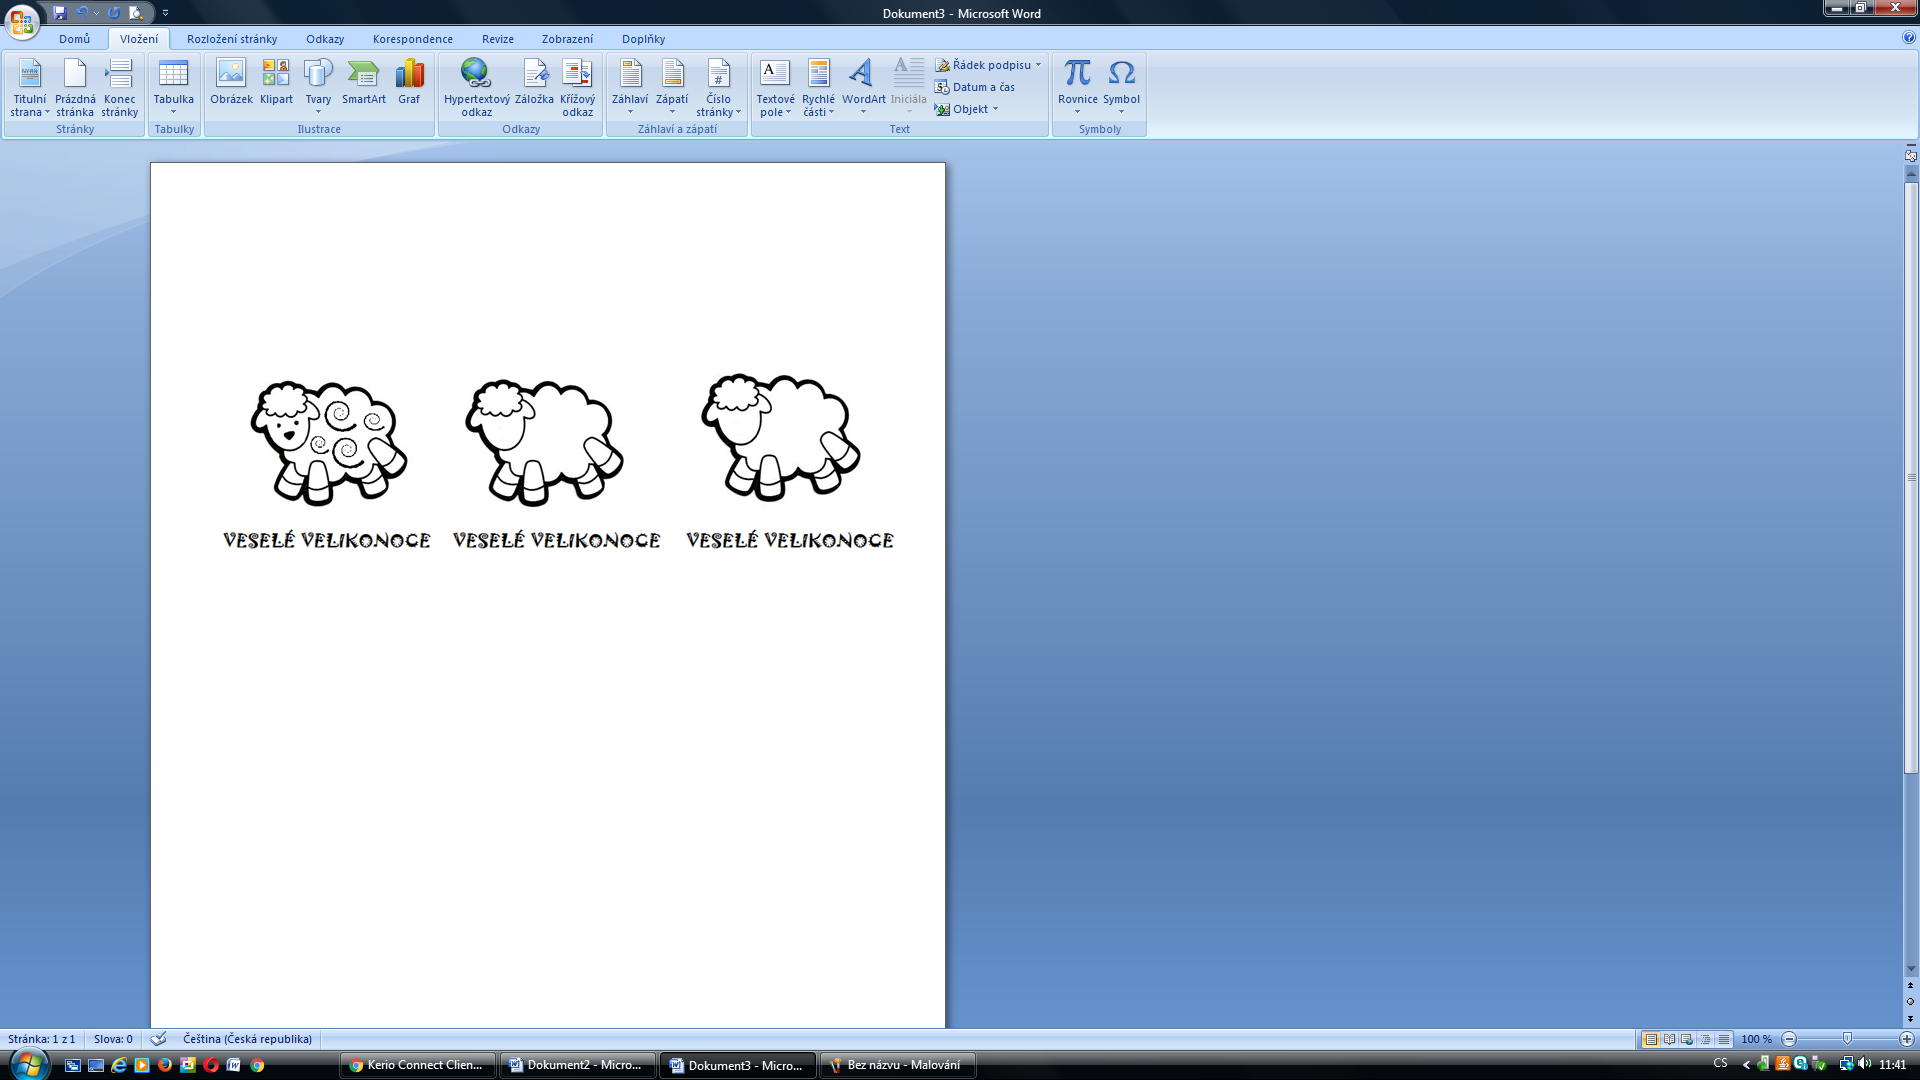 Dokument3 - Microsoft Word
Domů Vložení Rozložení stránky Odkazy Korespondence Revize Zobrazení Doplňky
Titulní strana Prázdná stránka Konec stránky Tabulka Obrázek Klipart Tvary SmartArt Graf Hypertextový odkaz Záložka Křížový odkaz Záhlaví Zápatí Číslo stránky Textové pole Rychlé části WordArt Iniciála Řádek podpisu Datum a čas Objekt Rovnice Symbol
Stránky Tabulky Ilustrace Odkazy Záhlaví a zápatí Text Symboly
VESELÉ VELIKONOCE VESELÉ VELIKONOCE VESELÉ VELIKONOCE
Stránka: 1 z 1 Slova: 0 Čeština (Česká republika) 100 %
Kerio Connect Clien... Dokument2 - Micro... Dokument3 - Micro... Bez názvu - Malování CS 11:41